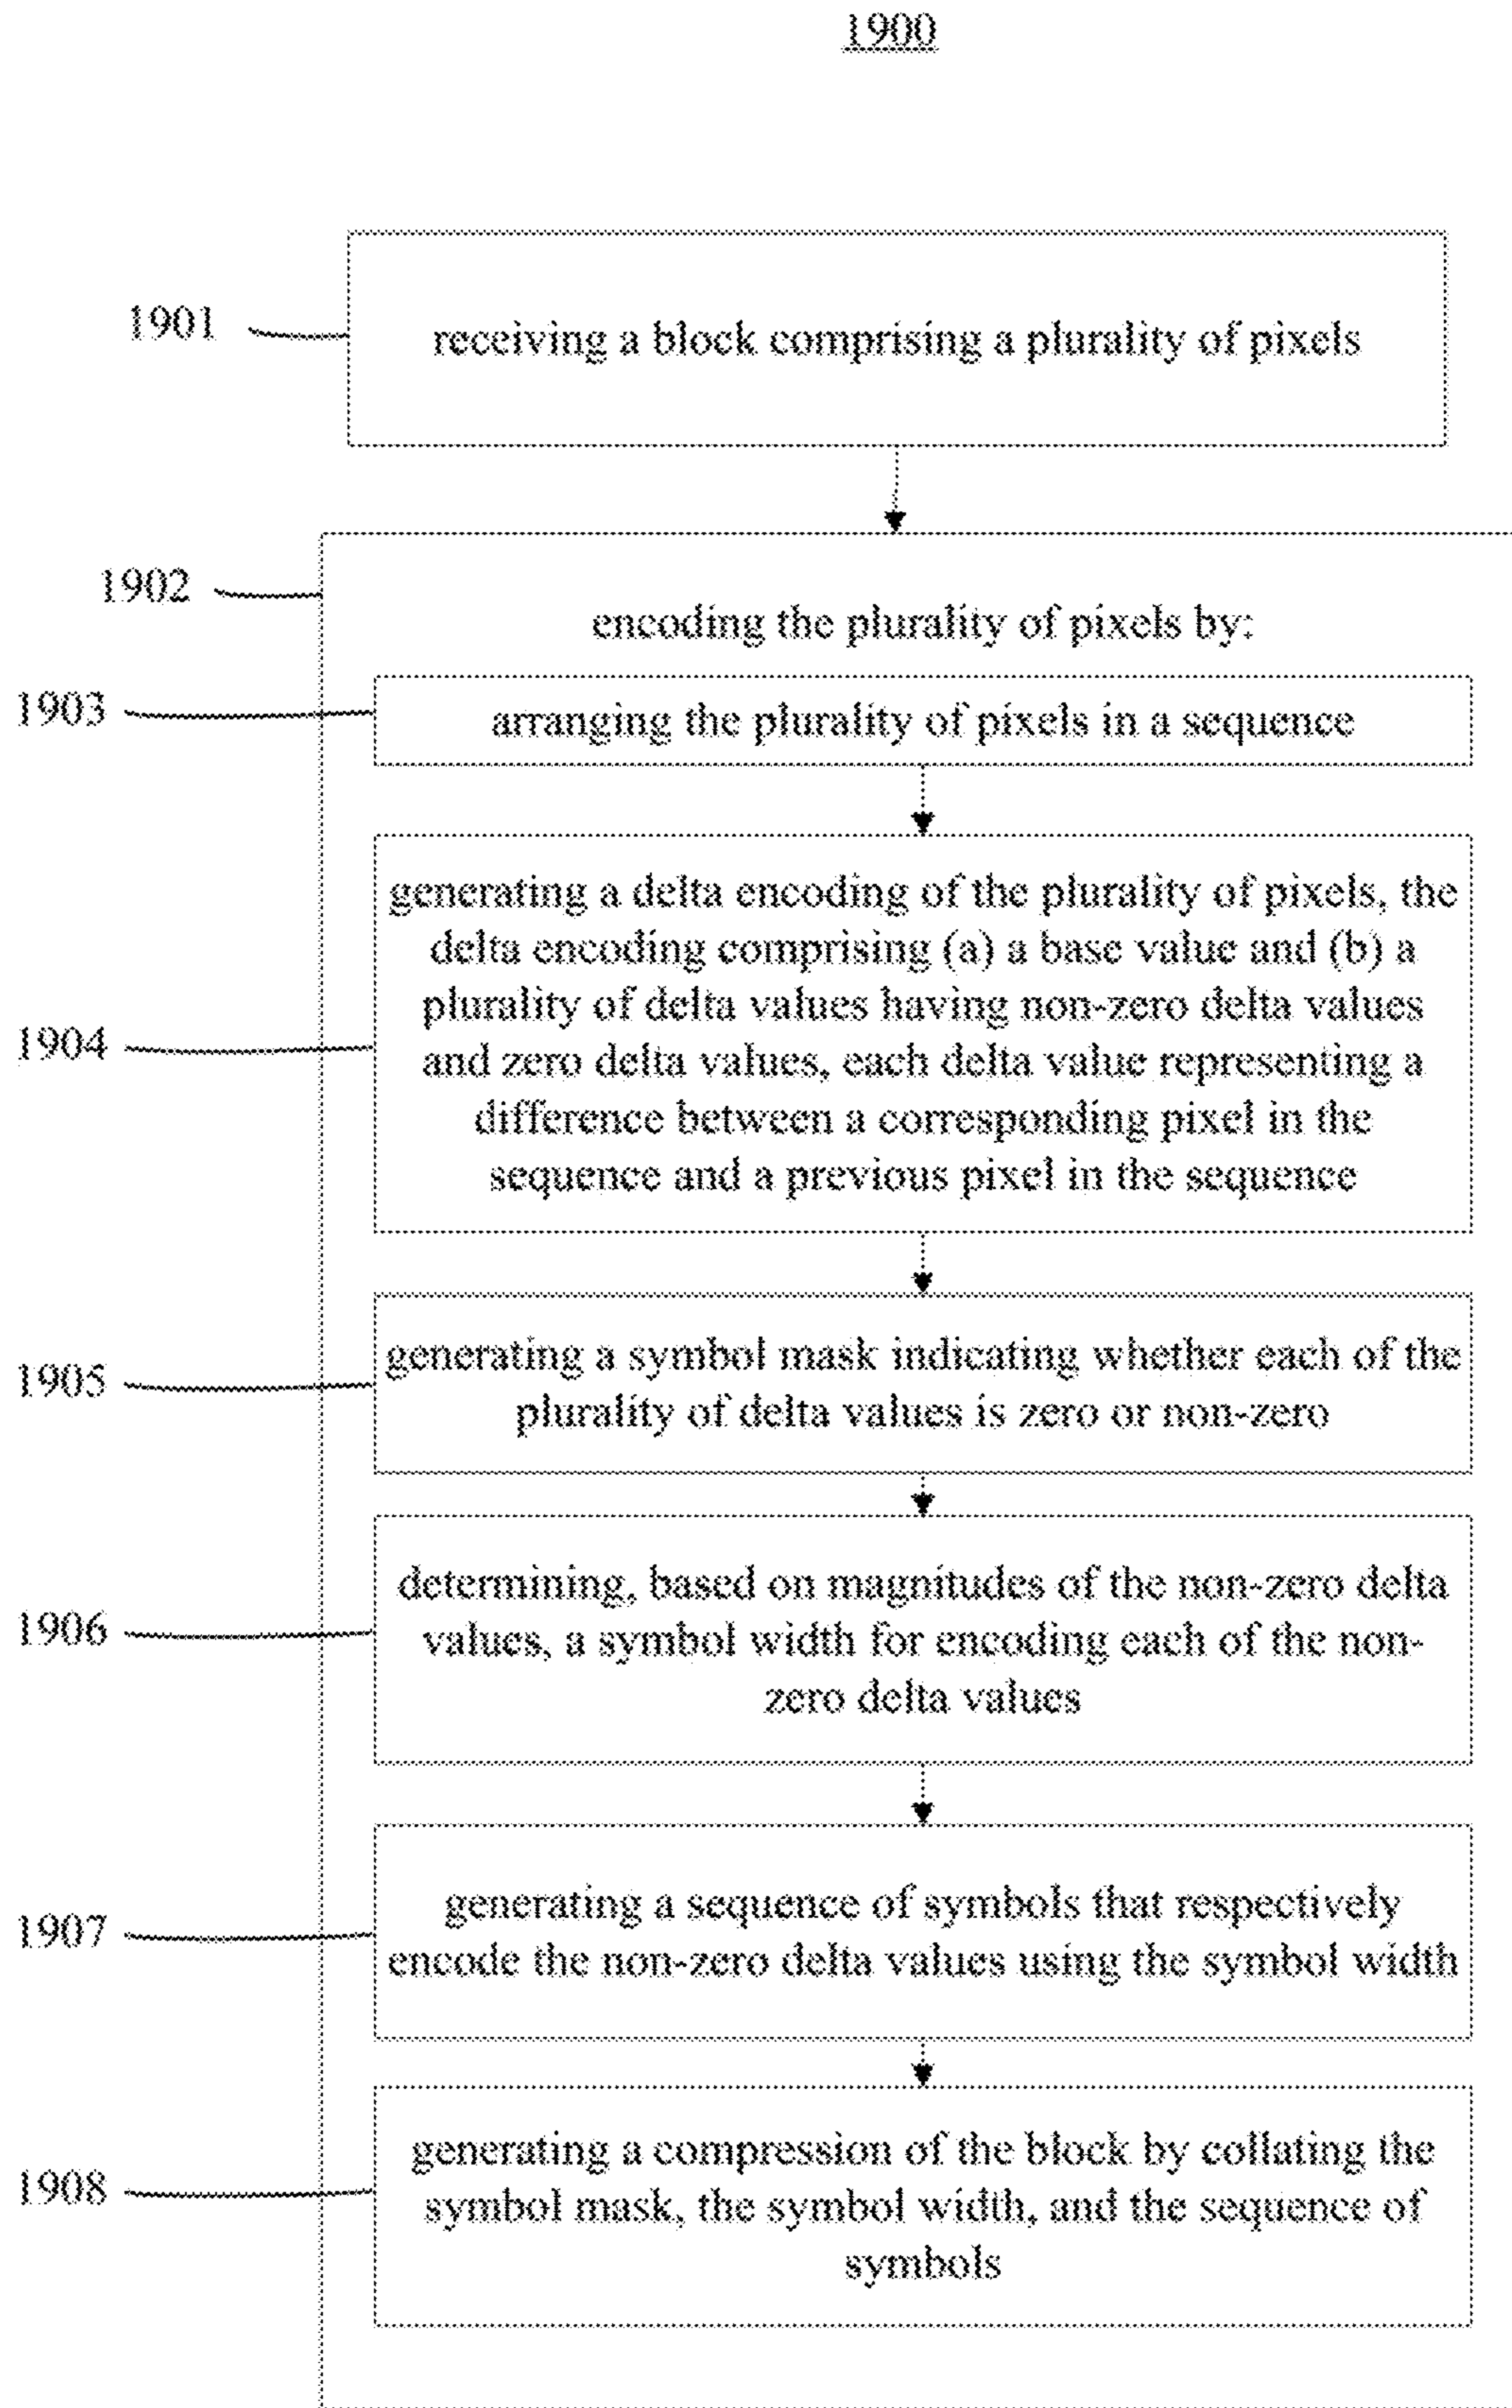 1900
1901
receiving a block comprising a plurality of pixels
1902
encoding the plurality of pixels by:
1903
arranging the plurality of pixels in a sequence
1904
generating a delta encoding of the plurality of pixels, the
delta encoding comprising (a) a base value and (b) a
plurality of delta values having non-zero delta values
and zero delta values, each delta value representing a
difference between a corresponding pixel in the
sequence and a previous pixel in the sequence
1905
generating a symbol mask indicating whether each of the
plurality of delta values is zero or non-zero
1906
determining, based on magnitudes of the non-zero delta
values, a symbol width for encoding each of the non-
zero delta values
1907
generating a sequence of symbols that respectively
encode the non-zero delta values using the symbol width
1908
generating a compression of the block by collating the
symbol mask, the symbol width, and the sequence of
symbols